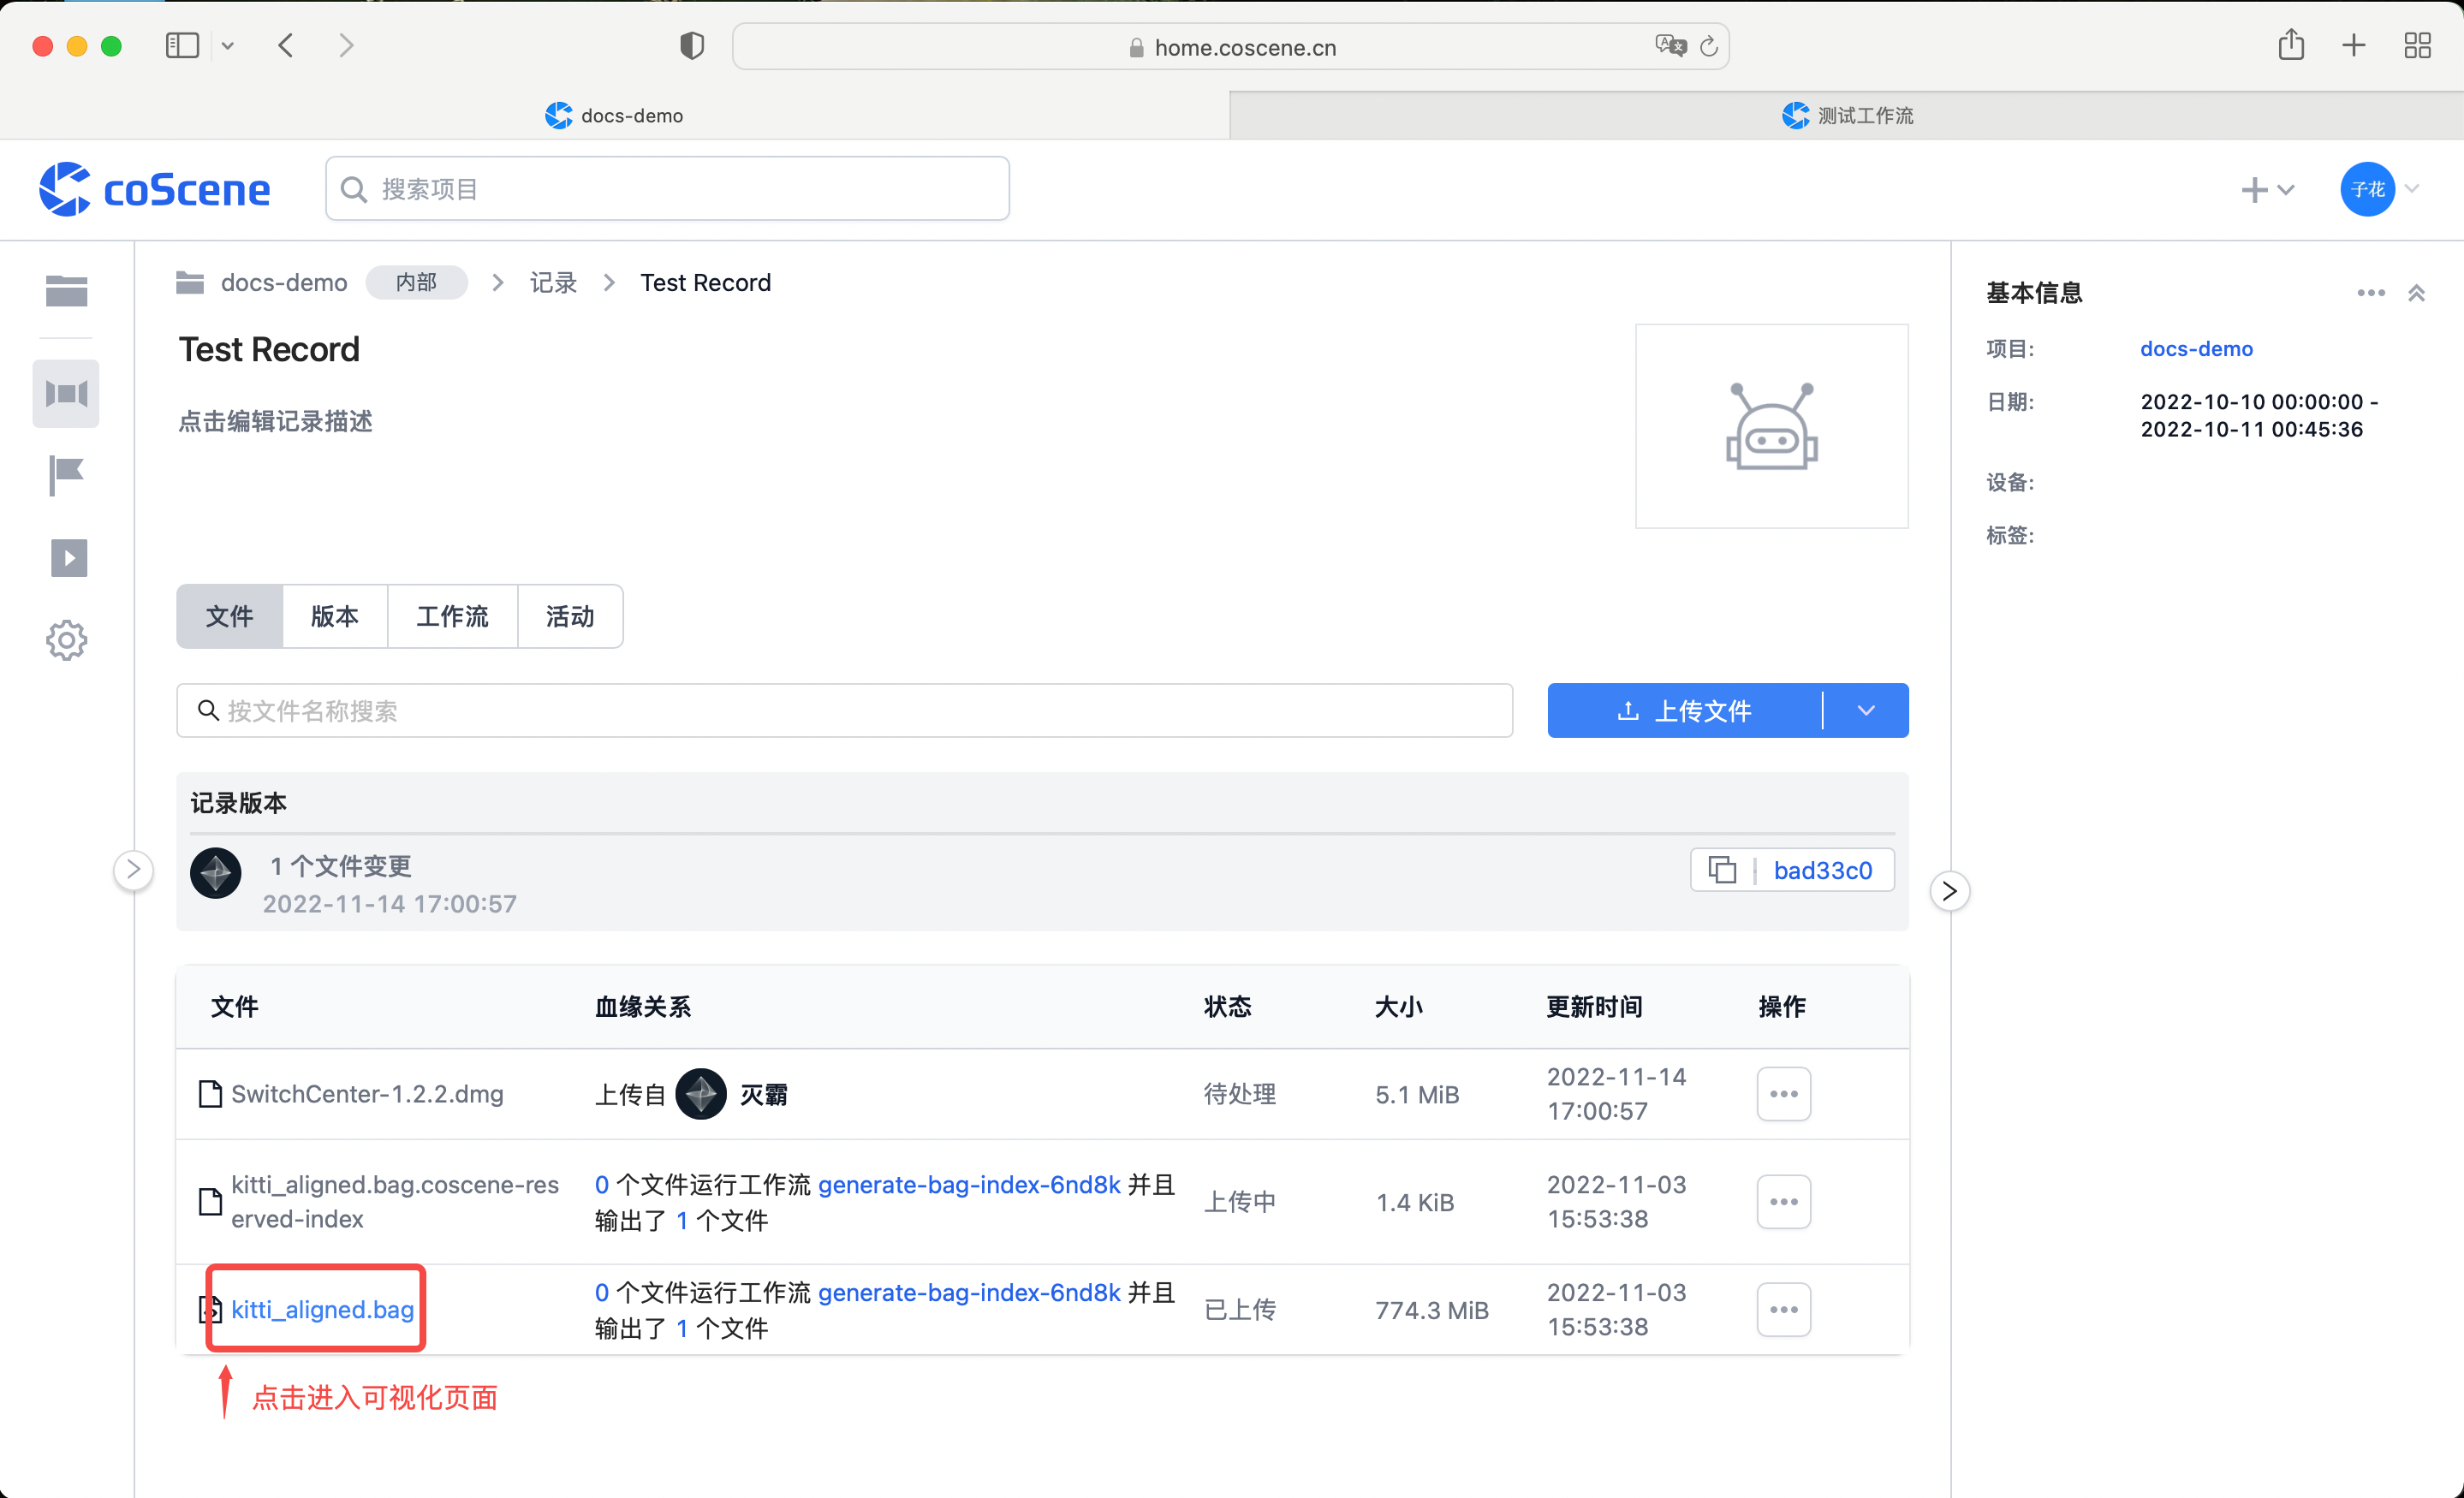 home.coscene.cn
docs-demo
测试工作流
coScene
搜索项目
子花
docs-demo 内部 > 记录 > Test Record
Test Record
点击编辑记录描述
基本信息
项目: docs-demo
日期: 2022-10-10 00:00:00 -
2022-10-11 00:45:36
设备:
标签:
文件 版本 工作流 活动
按文件名称搜索
上传文件
记录版本
1 个文件变更
2022-11-14 17:00:57
bad33c0
文件 血缘关系 状态 大小 更新时间 操作
SwitchCenter-1.2.2.dmg 上传自 灭霸 待处理 5.1 MiB 2022-11-14
17:00:57
kitti_aligned.bag.coscene-res
erved-index
0 个文件运行工作流 generate-bag-index-6nd8k 并且
输出了 1 个文件
上传中 1.4 KiB 2022-11-03
15:53:38
kitti_aligned.bag
0 个文件运行工作流 generate-bag-index-6nd8k 并且
输出了 1 个文件
已上传 774.3 MiB 2022-11-03
15:53:38
点击进入可视化页面